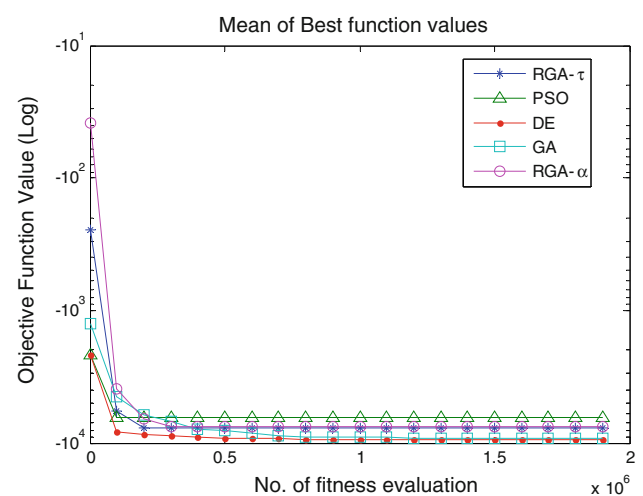 Mean of Best function values
-10^1
-10^2
-10^3
-10^4
Objective Function Value (Log)
RGA-τ
PSO
DE
GA
RGA-α
0
0.5
1
1.5
2
x 10^6
No. of fitness evaluation